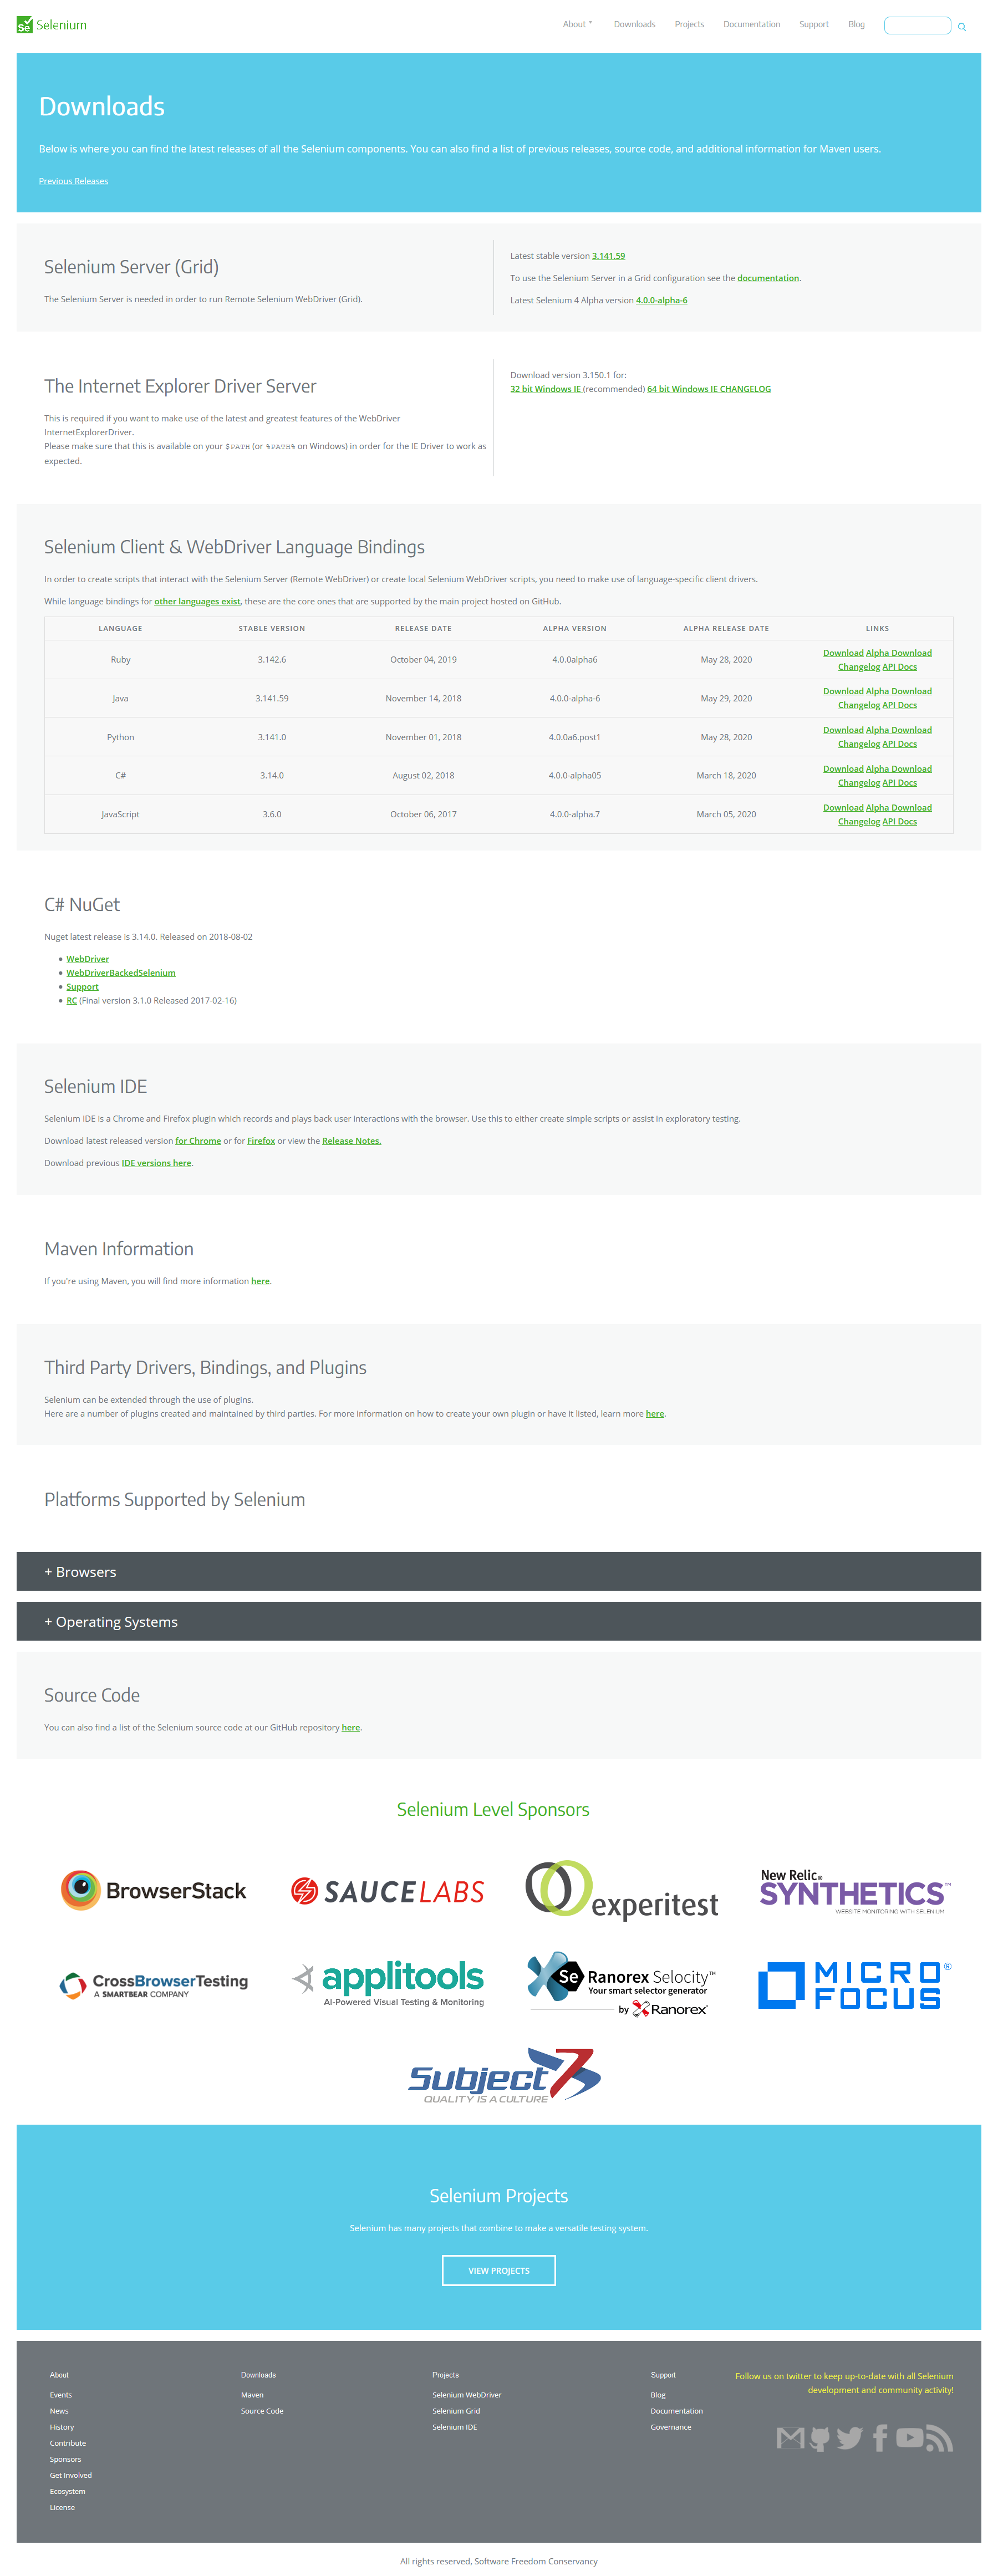 Se Selenium
About Downloads Projects Documentation Support Blog
Downloads
Below is where you can find the latest releases of all the Selenium components. You can also find a list of previous releases, source code, and additional information for Maven users.
Previous Releases
Selenium Server (Grid)
The Selenium Server is needed in order to run Remote Selenium WebDriver (Grid).
Latest stable version 3.141.59
To use the Selenium Server in a Grid configuration see the documentation.
Latest Selenium 4 Alpha version 4.0.0-alpha-6
The Internet Explorer Driver Server
This is required if you want to make use of the latest and greatest features of the WebDriver
InternetExplorerDriver.
Please make sure that this is available on your $PATH (or %PATH% on Windows) in order for the IE Driver to work as
expected.
Download version 3.150.1 for:
32 bit Windows IE (recommended) 64 bit Windows IE CHANGELOG
Selenium Client & WebDriver Language Bindings
In order to create scripts that interact with the Selenium Server (Remote WebDriver) or create local Selenium WebDriver scripts, you need to make use of language-specific client drivers.
While language bindings for other languages exist, these are the core ones that are supported by the main project hosted on GitHub.
LANGUAGE STABLE VERSION RELEASE DATE ALPHA VERSION ALPHA RELEASE DATE LINKS
Ruby 3.142.6 October 04, 2019 4.0.0alpha6 May 28, 2020 Download Alpha Download
Changelog API Docs
Java 3.141.59 November 14, 2018 4.0.0-alpha-6 May 29, 2020 Download Alpha Download
Changelog API Docs
Python 3.141.0 November 01, 2018 4.0.0a6.post1 May 28, 2020 Download Alpha Download
Changelog API Docs
C# 3.14.0 August 02, 2018 4.0.0-alpha05 March 18, 2020 Download Alpha Download
Changelog API Docs
JavaScript 3.6.0 October 06, 2017 4.0.0-alpha.7 March 05, 2020 Download Alpha Download
Changelog API Docs
C# NuGet
Nuget latest release is 3.14.0. Released on 2018-08-02
WebDriver
WebDriverBackedSelenium
Support
RC (Final version 3.1.0 Released 2017-02-16)
Selenium IDE
Selenium IDE is a Chrome and Firefox plugin which records and plays back user interactions with the browser. Use this to either create simple scripts or assist in exploratory testing.
Download latest released version for Chrome or for Firefox or view the Release Notes.
Download previous IDE versions here.
Maven Information
If you're using Maven, you will find more information here.
Third Party Drivers, Bindings, and Plugins
Selenium can be extended through the use of plugins.
Here are a number of plugins created and maintained by third parties. For more information on how to create your own plugin or have it listed, learn more here.
Platforms Supported by Selenium
+ Browsers
+ Operating Systems
Source Code
You can also find a list of the Selenium source code at our GitHub repository here.
Selenium Level Sponsors
BrowserStack
SAUCELABS
experitest
New Relic®
SYNTHETICS™
WEBSITE MONITORING WITH SELENIUM
CrossBrowserTesting
A SMARTBEAR COMPANY
applitools
AI-Powered Visual Testing & Monitoring
Se Ranorex Selocity™
Your smart selector generator
by Ranorex®
MICRO ®
FOCUS
Subject7
QUALITY IS A CULTURE
Selenium Projects
Selenium has many projects that combine to make a versatile testing system.
VIEW PROJECTS
About
Events
News
History
Contribute
Sponsors
Get Involved
Ecosystem
License
Downloads
Maven
Source Code
Projects
Selenium WebDriver
Selenium Grid
Selenium IDE
Support
Blog
Documentation
Governance
Follow us on twitter to keep up-to-date with all Selenium
development and community activity!
All rights reserved, Software Freedom Conservancy